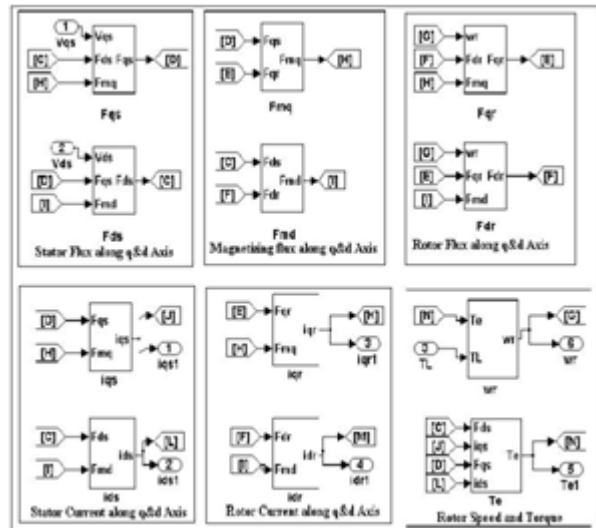 1
Vqs
Vqs
[C] Fds Fqs [D]
[H] Fmq
Fqs
2
Vds
Vds
[D] Fqs Fds [C]
[I] Fmd
Fds
Stator Flux along q&d Axis
[D] Fqs
Fmq [H]
[E] Fqr
Fmq
[C] Fds
Fmd [I]
[F] Fdr
Fmd
Magnetizing flux along q&d Axis
[G] wr
[F] Fdr Fqr [E]
[H] Fmq
Fqr
[G] wr
[E] Fqr Fdr [F]
[I] Fmd
Fdr
Rotor Flux along q&d Axis
[D] Fqs [J]
iqs
[H] Fmq 1
iqs iqs1
[C] Fds [L]
ids
[I] Fmd 2
ids ids1
Stator Current along q&d Axis
[E] Fqr
iqr
[H] Fmq 3
iqr iqr1
[F] Fdr [M]
idr
[I] Fmd 4
idr idr1
Rotor Current along q&d Axis
[N] Te [G]
wr
3 TL 6
TL wr
wr
[C] Fds
[J] iqs [N]
Te
[D] Fqs 5
[L] ids Te1
Te
Rotor Speed and Torque